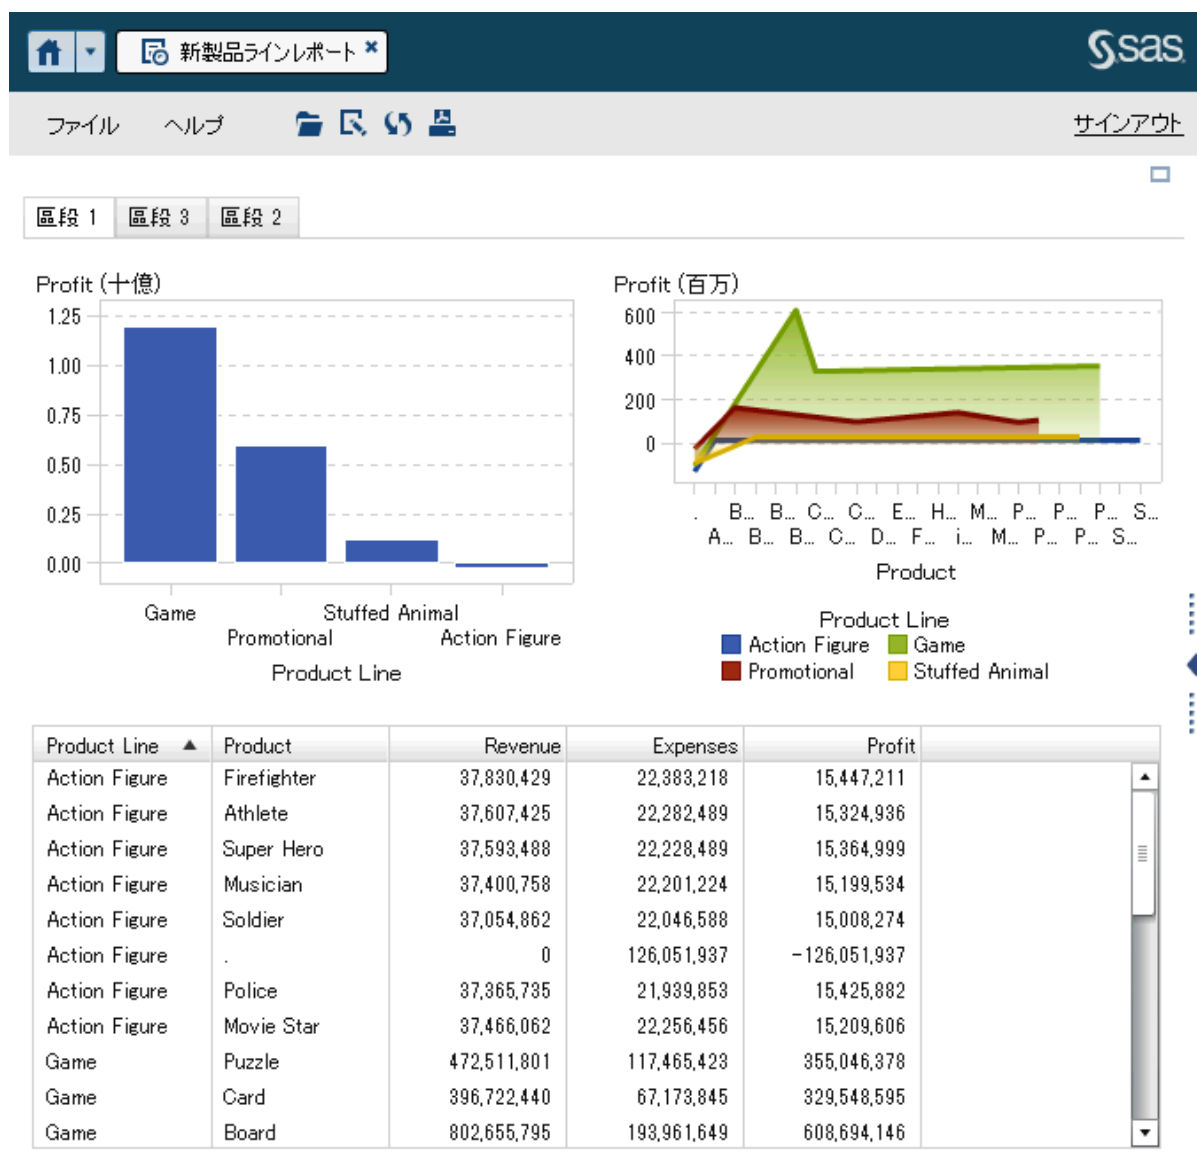 新製品ラインレポート ×
sas
ファイル ヘルプ サインアウト
區段 1 區段 3 區段 2
Profit (十億)
1.25
1.00
0.75
0.50
0.25
0.00
Game Stuffed Animal
Promotional Action Figure
Product Line
Profit (百万)
600
400
200
0
. B... B... C... C... E... H... M... P... P... P... S...
A... B... B... C... D... F... i... M... P... P... S...
Product
Product Line
Action Figure Game
Promotional Stuffed Animal
Product Line ▲ Product Revenue Expenses Profit
Action Figure Firefighter 37,830,429 22,383,218 15,447,211
Action Figure Athlete 37,607,425 22,282,489 15,324,936
Action Figure Super Hero 37,593,488 22,228,489 15,364,999
Action Figure Musician 37,400,758 22,201,224 15,199,534
Action Figure Soldier 37,054,862 22,046,588 15,008,274
Action Figure . 0 126,051,937 -126,051,937
Action Figure Police 37,365,735 21,939,853 15,425,882
Action Figure Movie Star 37,466,062 22,256,456 15,209,606
Game Puzzle 472,511,801 117,465,423 355,046,378
Game Card 396,722,440 67,173,845 329,548,595
Game Board 802,655,795 193,961,649 608,694,146